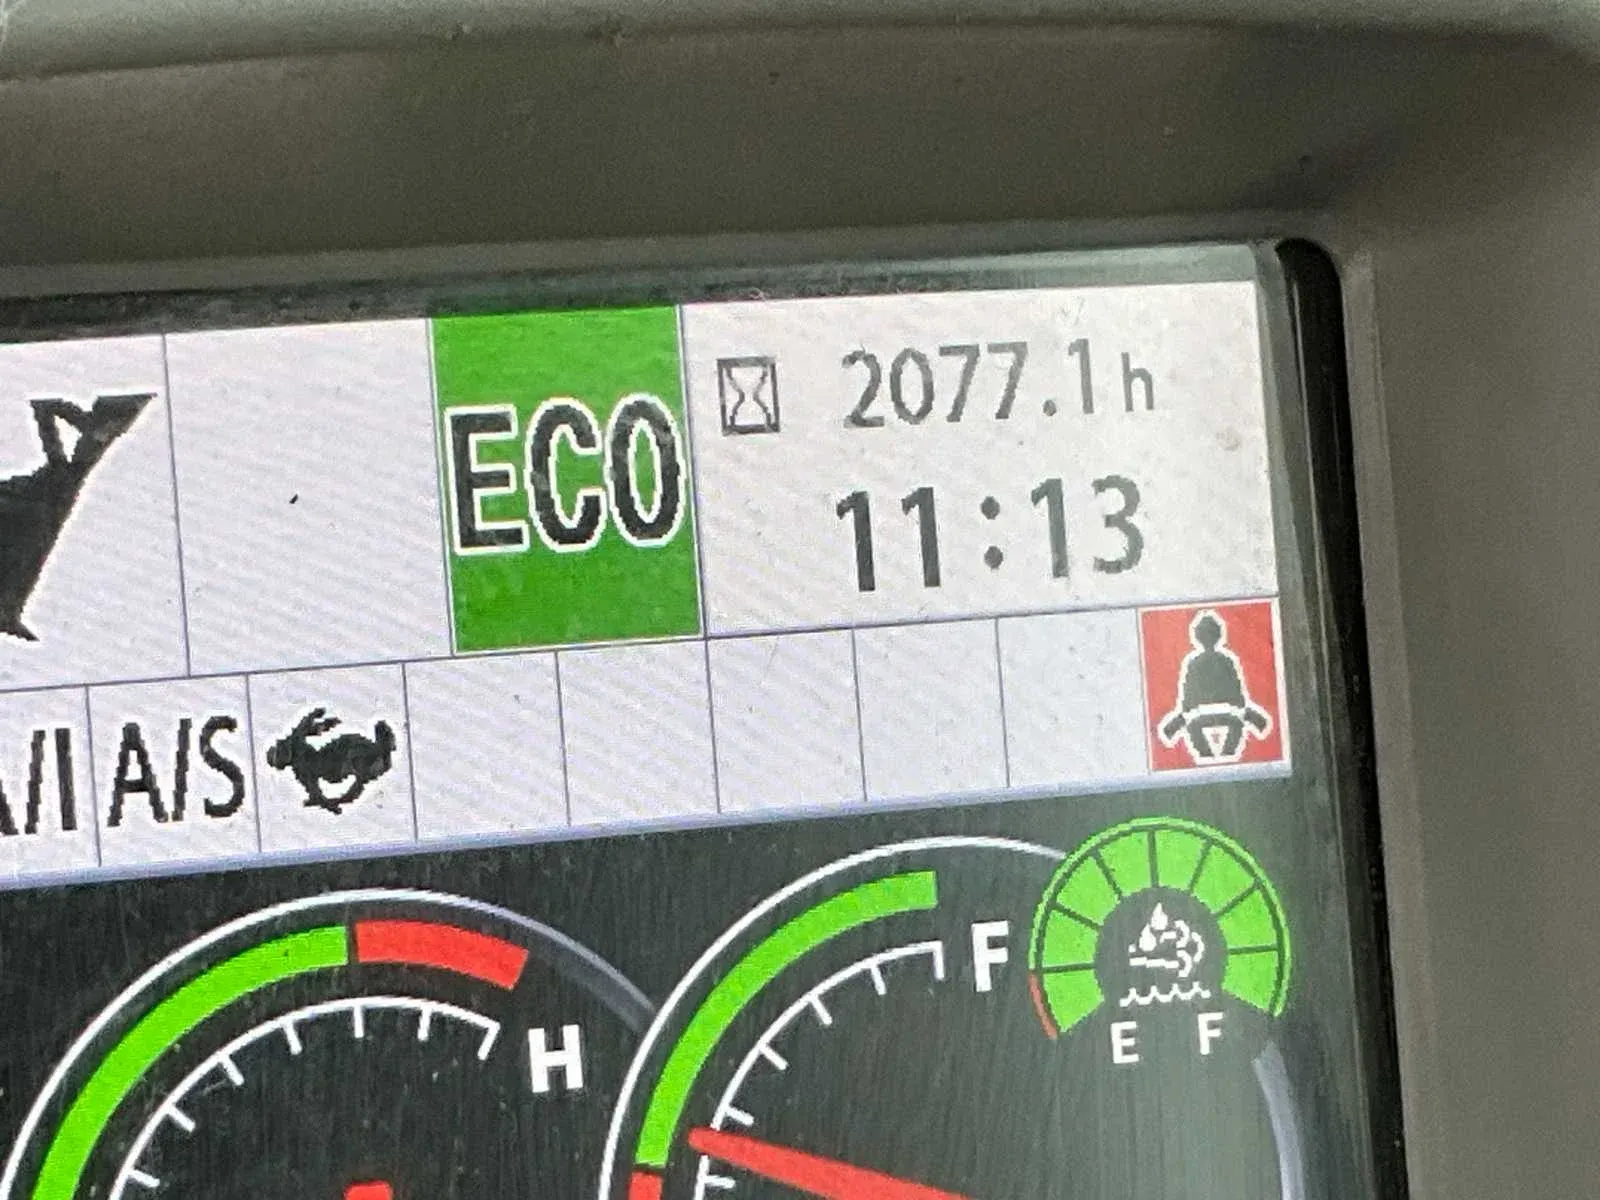 ECO
2077.1h
11:13
A/I A/S
H
F
E F